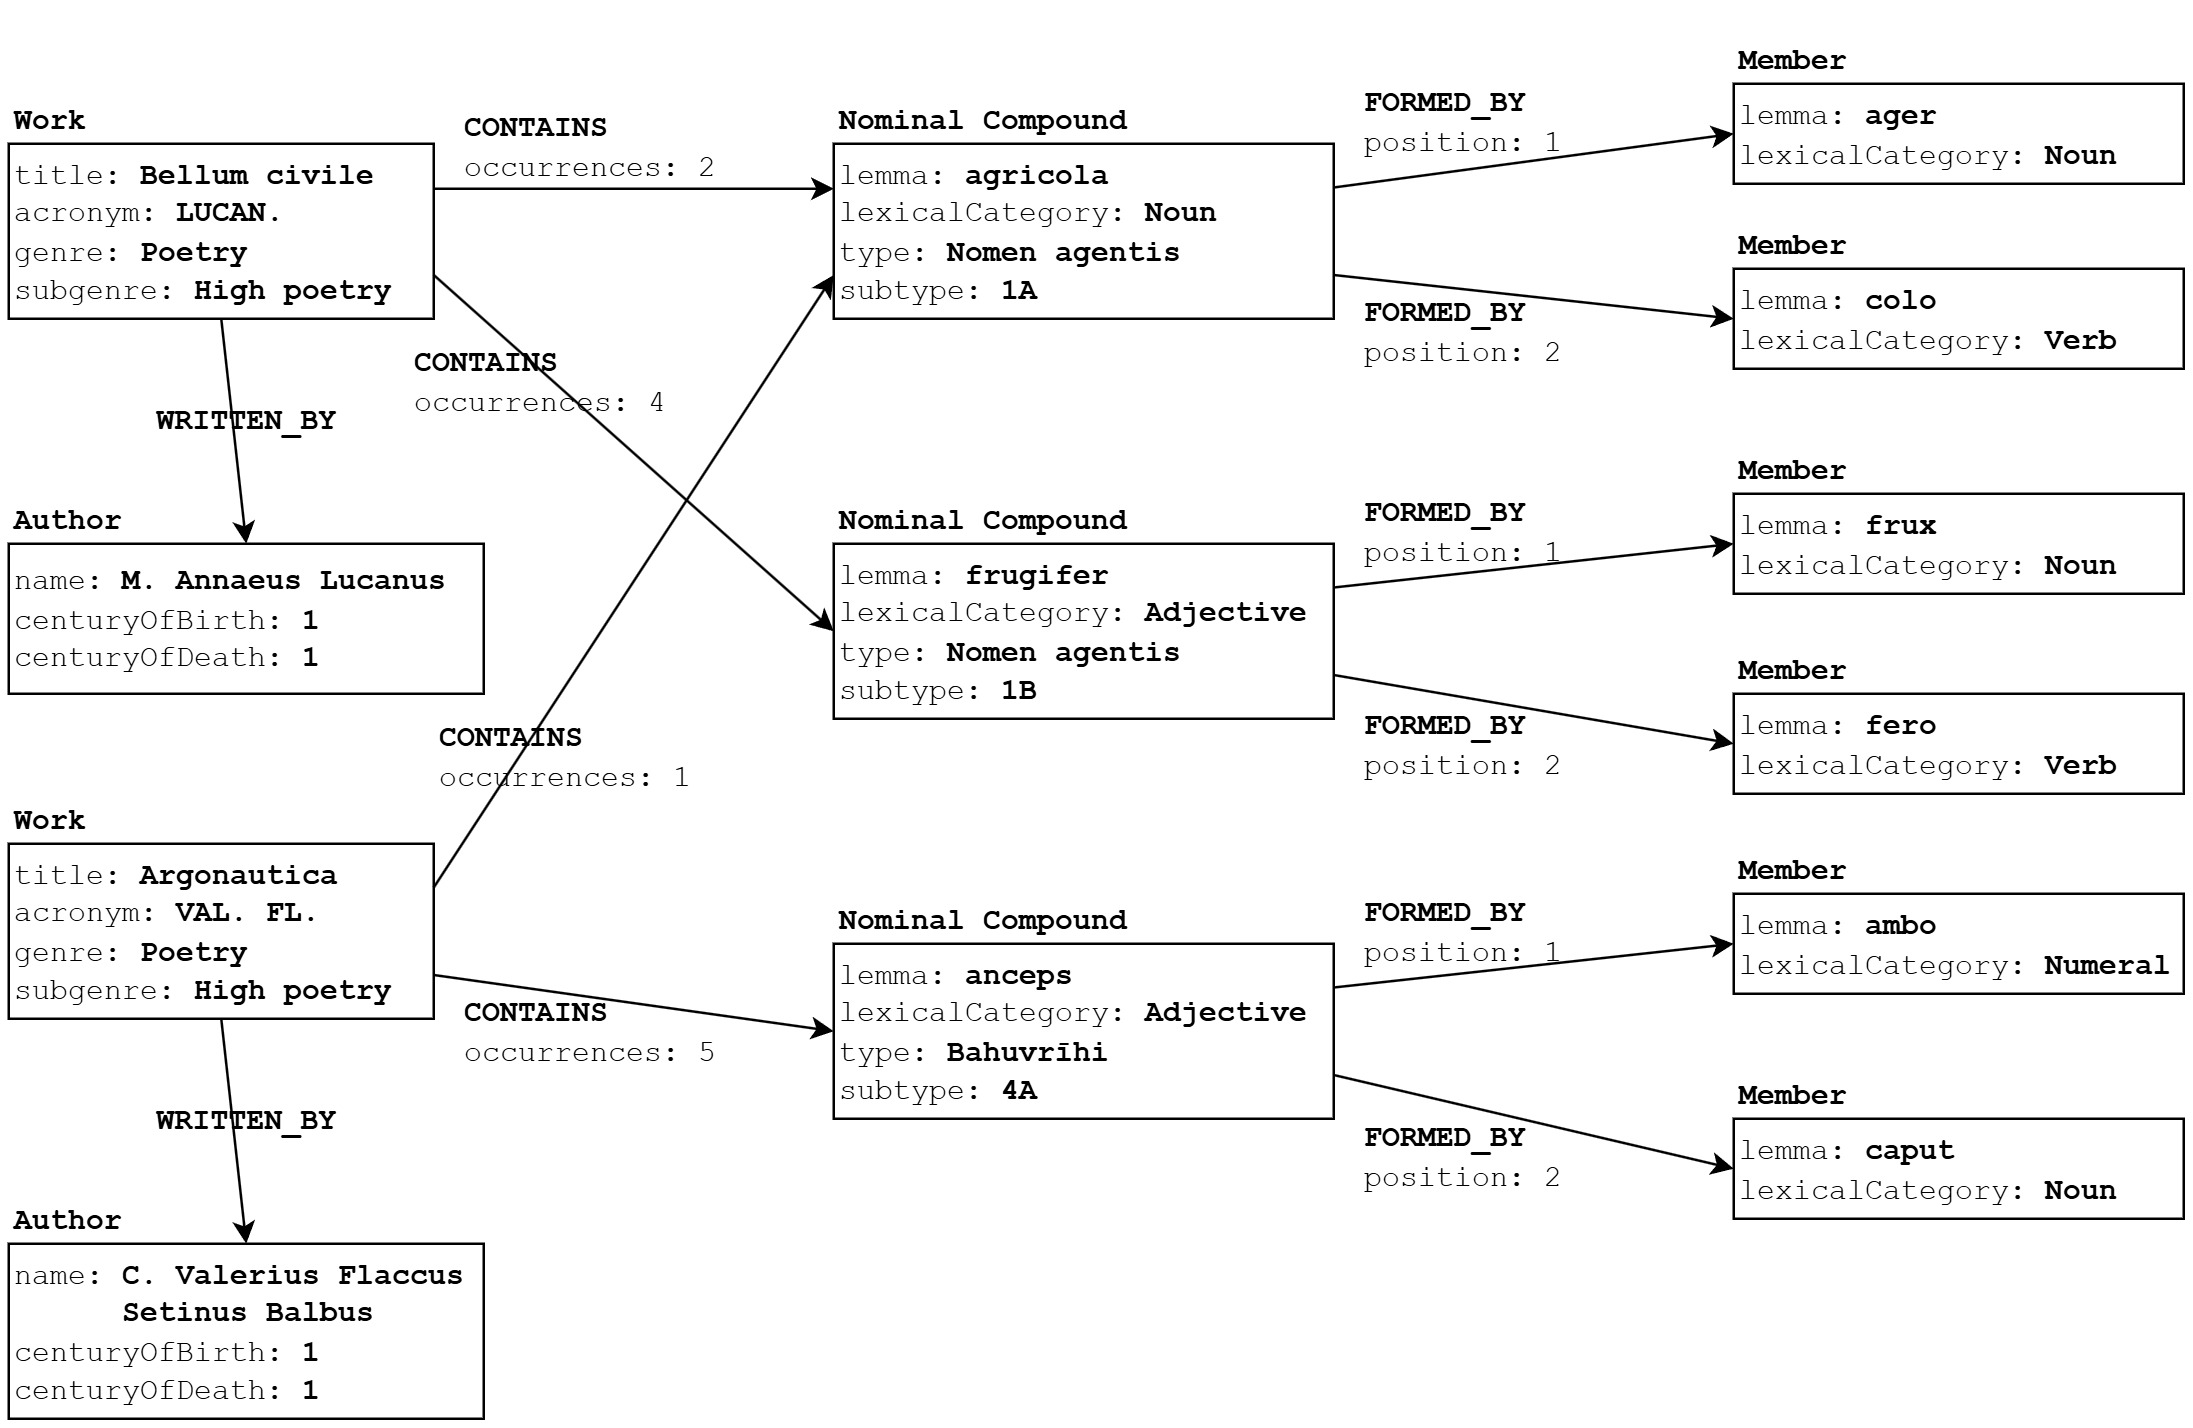 Work
title: Bellum civile
acronym: LUCAN.
genre: Poetry
subgenre: High poetry
CONTAINS
occurrences: 2
CONTAINS
occurrences: 4
WRITTEN_BY
Author
name: M. Annaeus Lucanus
centuryOfBirth: 1
centuryOfDeath: 1
CONTAINS
occurrences: 1
Work
title: Argonautica
acronym: VAL. FL.
genre: Poetry
subgenre: High poetry
CONTAINS
occurrences: 5
WRITTEN_BY
Author
name: C. Valerius Flaccus
Setinus Balbus
centuryOfBirth: 1
centuryOfDeath: 1
Nominal Compound
lemma: agricola
lexicalCategory: Noun
type: Nomen agentis
subtype: 1A
FORMED_BY
position: 1
FORMED_BY
position: 2
Nominal Compound
lemma: frugifer
lexicalCategory: Adjective
type: Nomen agentis
subtype: 1B
FORMED_BY
position: 1
FORMED_BY
position: 2
Nominal Compound
lemma: anceps
lexicalCategory: Adjective
type: Bahuvrīhi
subtype: 4A
FORMED_BY
position: 1
FORMED_BY
position: 2
Member
lemma: ager
lexicalCategory: Noun
Member
lemma: colo
lexicalCategory: Verb
Member
lemma: frux
lexicalCategory: Noun
Member
lemma: fero
lexicalCategory: Verb
Member
lemma: ambo
lexicalCategory: Numeral
Member
lemma: caput
lexicalCategory: Noun